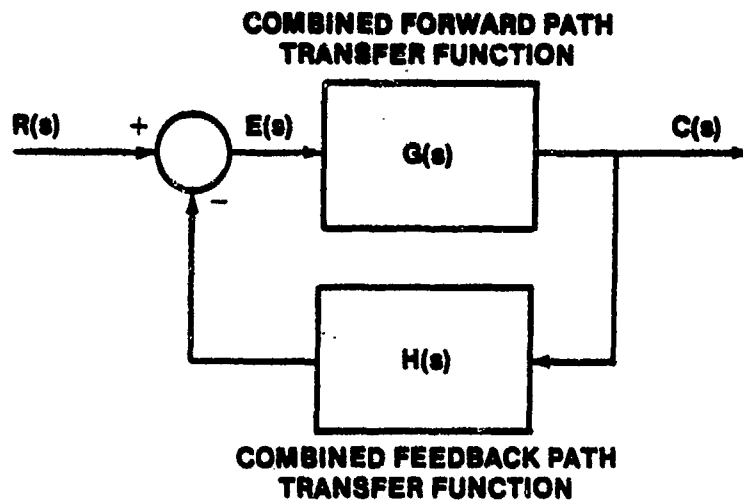 COMBINED FORWARD PATH
TRANSFER FUNCTION
R(s)
+
E(s)
G(s)
C(s)
−
H(s)
COMBINED FEEDBACK PATH
TRANSFER FUNCTION